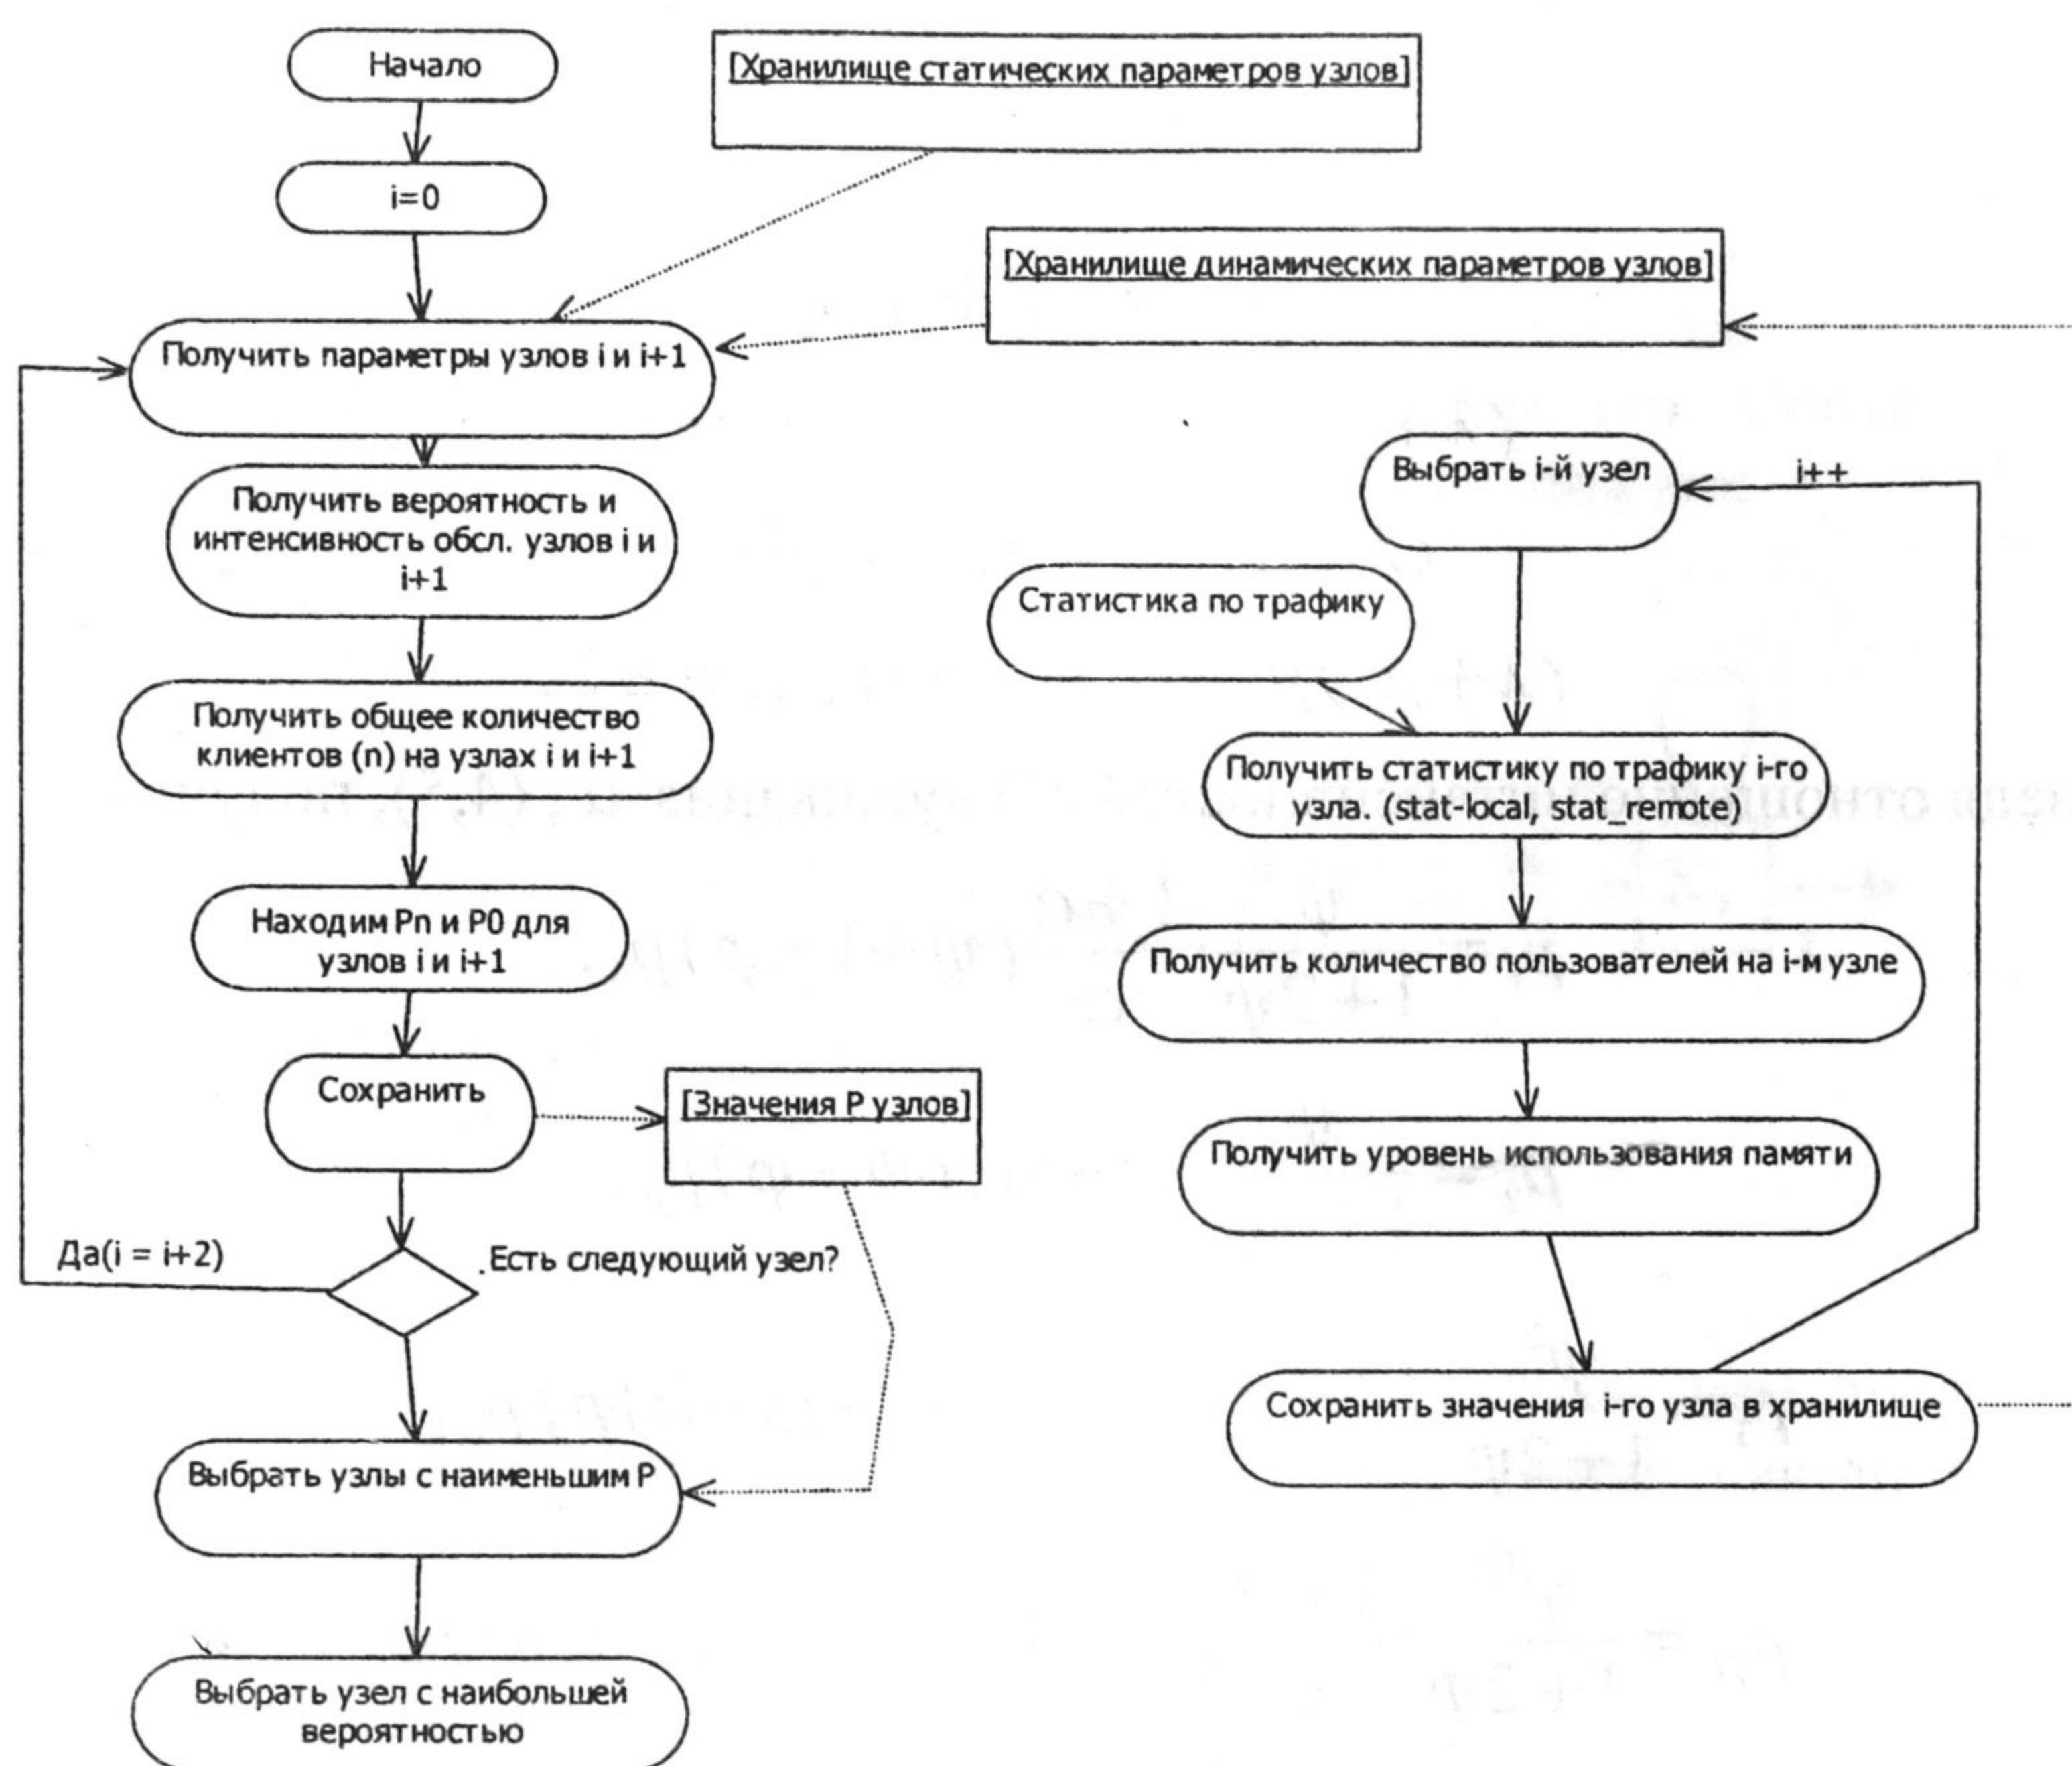 Начало
[Хранилище статических параметров узлов]
i=0
[Хранилище динамических параметров узлов]
Получить параметры узлов i и i+1
Получить вероятность и
интенсивность обсл. узлов i и
i+1
Получить общее количество
клиентов (n) на узлах i и i+1
Находим Pn и P0 для
узлов i и i+1
Сохранить
[Значения Р узлов]
Да(i = i+2)
Есть следующий узел?
Выбрать узлы с наименьшим Р
Выбрать узел с наибольшей
вероятностью
Выбрать i-й узел
i++
Статистика по трафику
Получить статистику по трафику i-го
узла. (stat-local, stat_remote)
Получить количество пользователей на i-м узле
Получить уровень использования памяти
Сохранить значения i-го узла в хранилище